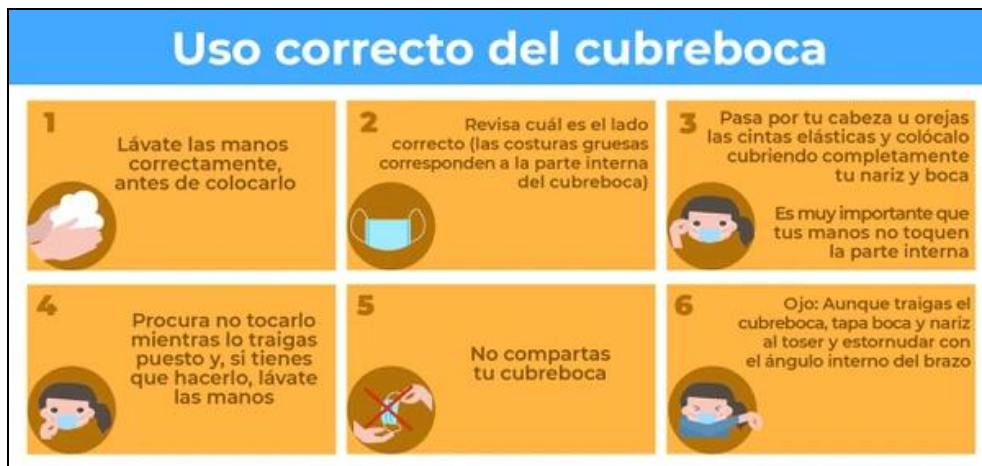 Uso correcto del cubreboca
1
Lávate las manos
correctamente,
antes de colocarlo
2
Revisa cuál es el lado
correcto (las costuras gruesas
corresponden a la parte interna
del cubreboca)
3
Pasa por tu cabeza u orejas
las cintas elásticas y colócalo
cubriendo completamente
tu nariz y boca
Es muy importante que
tus manos no toquen
la parte interna
4
Procura no tocarlo
mientras lo traigas
puesto y, si tienes
que hacerlo, lávate
las manos
5
No compartas
tu cubreboca
6
Ojo: Aunque traigas el
cubreboca, tapa boca y nariz
al toser y estornudar con
el ángulo interno del brazo